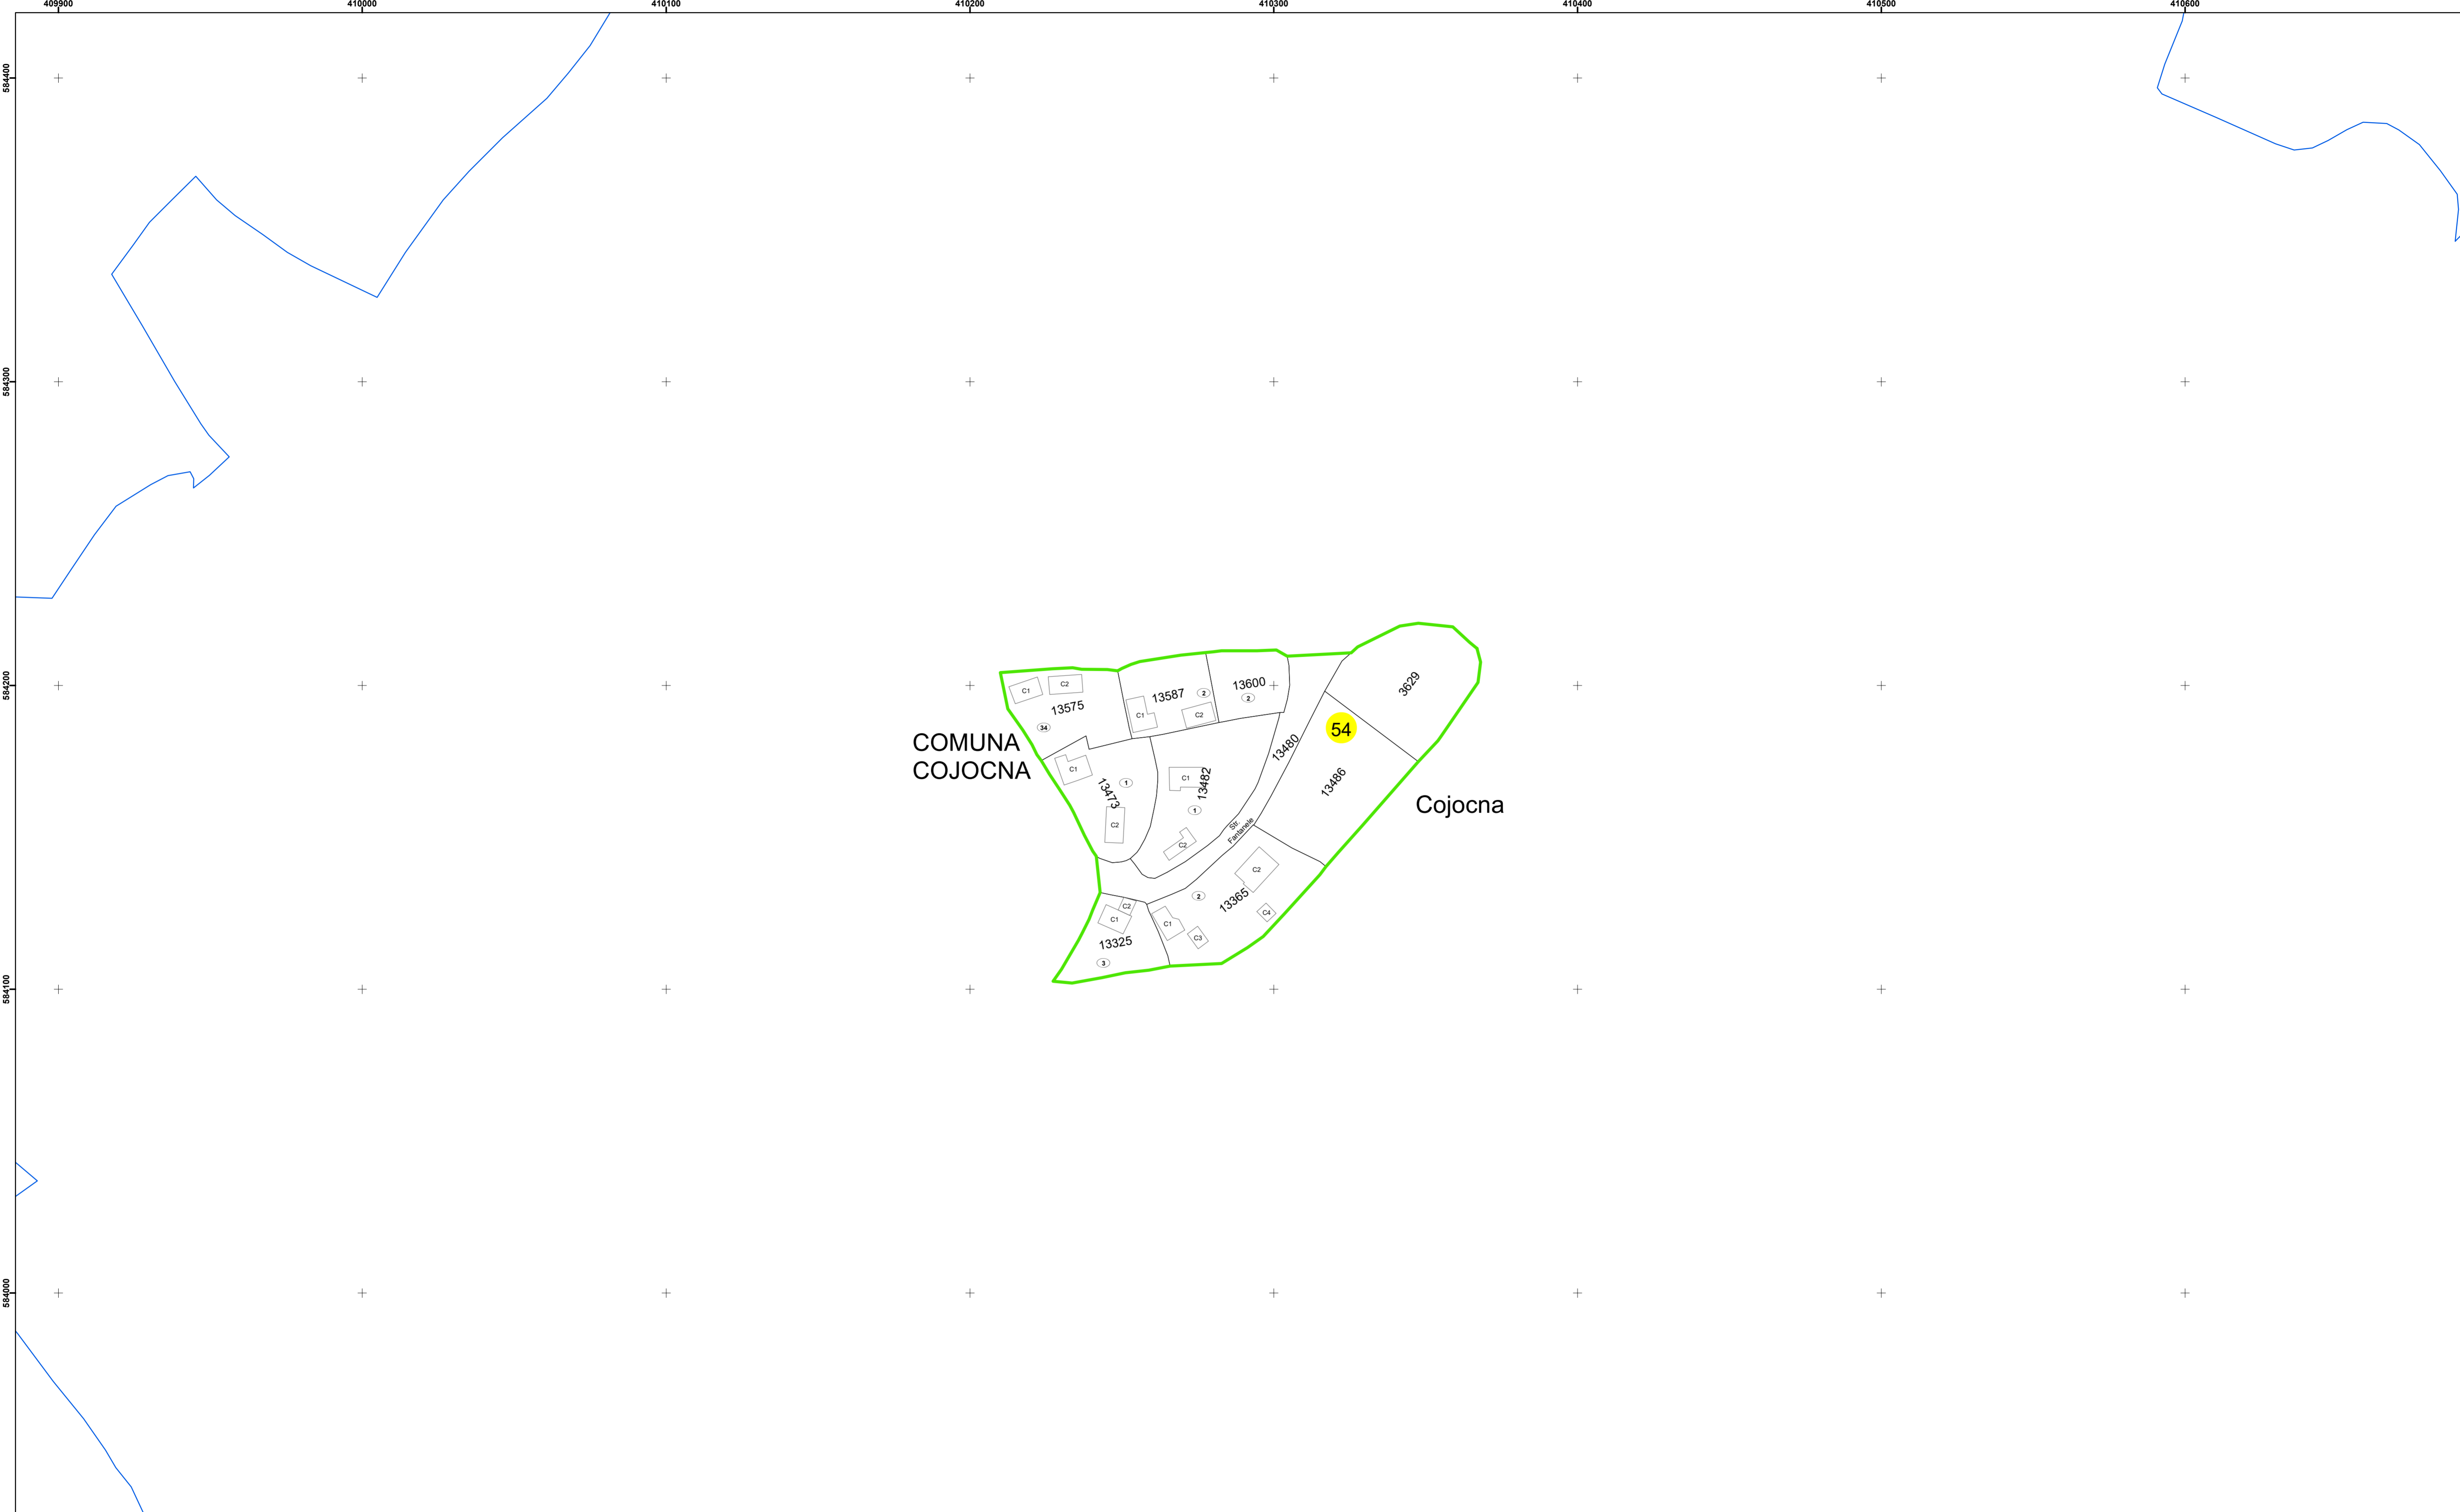 409900 410000 410100 410200 410300 410400 410500 410600
584400
584300
584200
584100
584000
COMUNA
COJOCNA
Cojocna
54
C1
C2
13575
34
13587
2
C1
C2
13600
2
3629
13480
13486
C1
1
13473
C2
C1
13482
1
C2
Str.
Fantanele
C2
2
13365
C4
C1
C3
C2
C1
13325
3